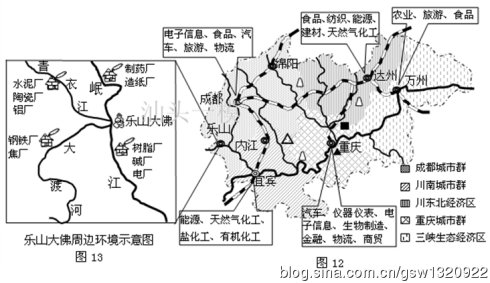 青
衣
江
岷
江
大
渡
河
制药厂
造纸厂
水泥厂
陶瓷厂
铝厂
乐山大佛
钢铁厂
焦厂
树脂厂
碱厂
电厂
乐山大佛周边环境示意图
图 13
电子信息、食品、汽
车、旅游、物流
食品、纺织、能源、
建材、天然气化工
农业、旅游、食品
绵阳
达州
万州
成都
乐山
内江
重庆
宜宾
能源、天然气化工、
盐化工、有机化工
汽车、仪器仪表、电
子信息、生物制造、
金融、物流、商贸
成都城市群
川南城市群
川东北经济区
重庆城市群
三峡生态经济区
图 12
blog.sina.com.cn/gsw1320922